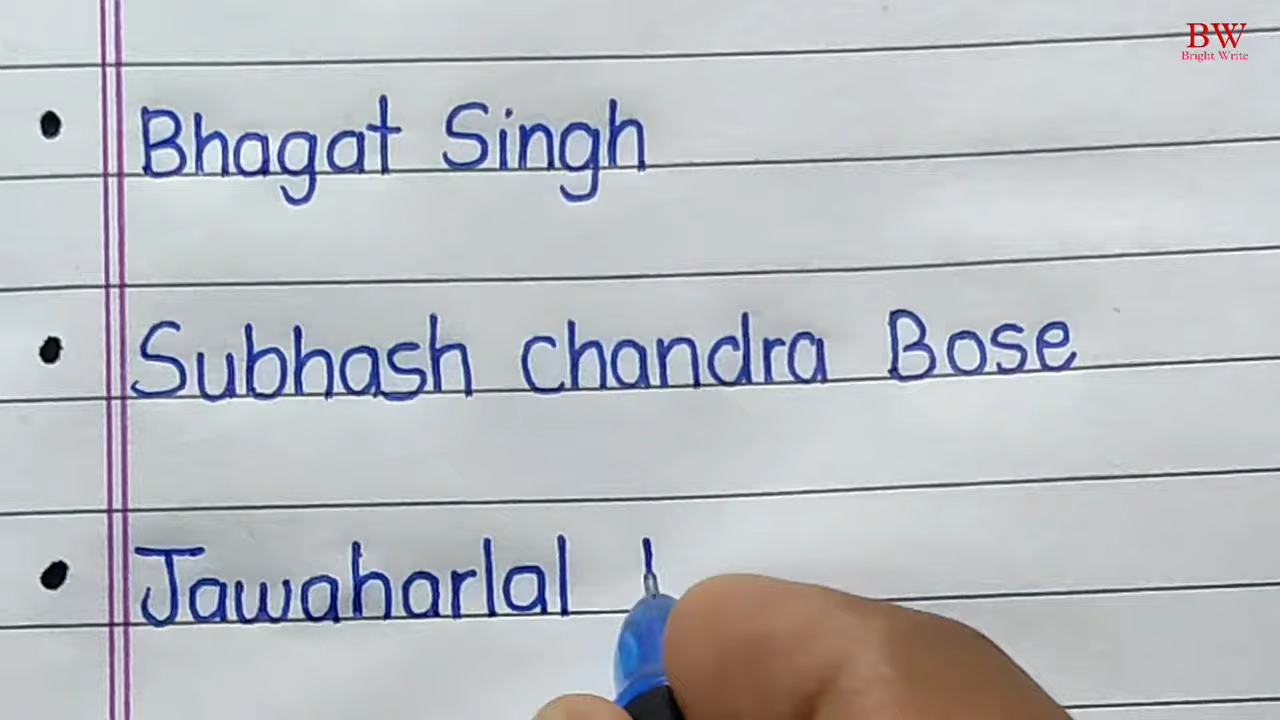 BW
Bright Write
• Bhagat Singh
• Subhash chandra Bose
• Jawaharlal